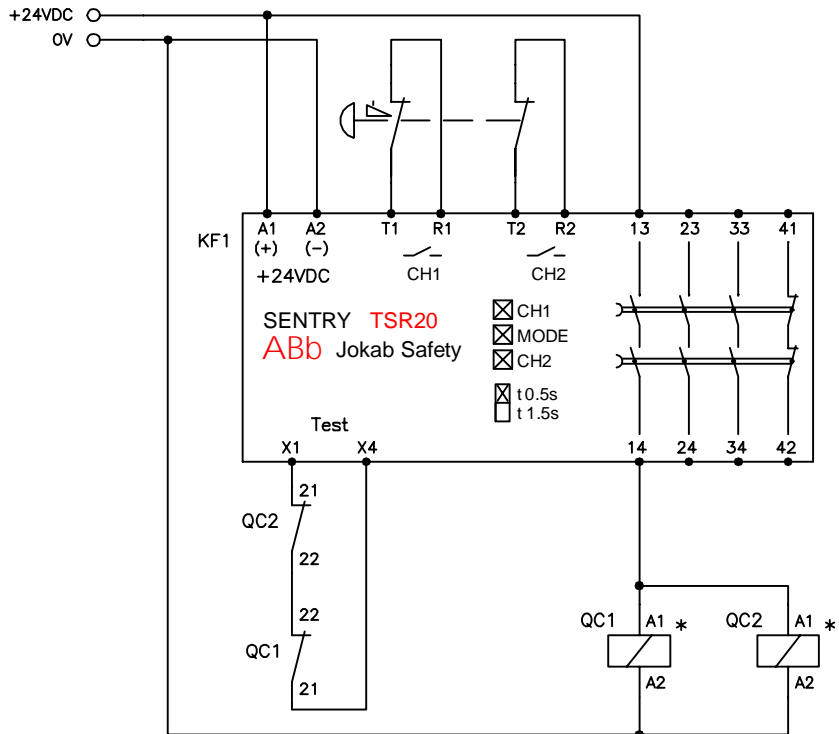 +24VDC
0V
KF1
A1 A2 T1 R1 T2 R2 13 23 33 41
(+) (-)
CH1 CH2
+24VDC
SENTRY TSR20
ABb Jokab Safety
CH1
MODE
CH2
t 0.5s
t 1.5s
Test
X1 X4 14 24 34 42
21
QC2
22
22
QC1
21
QC1 A1 *
A2
QC2 A1 *
A2